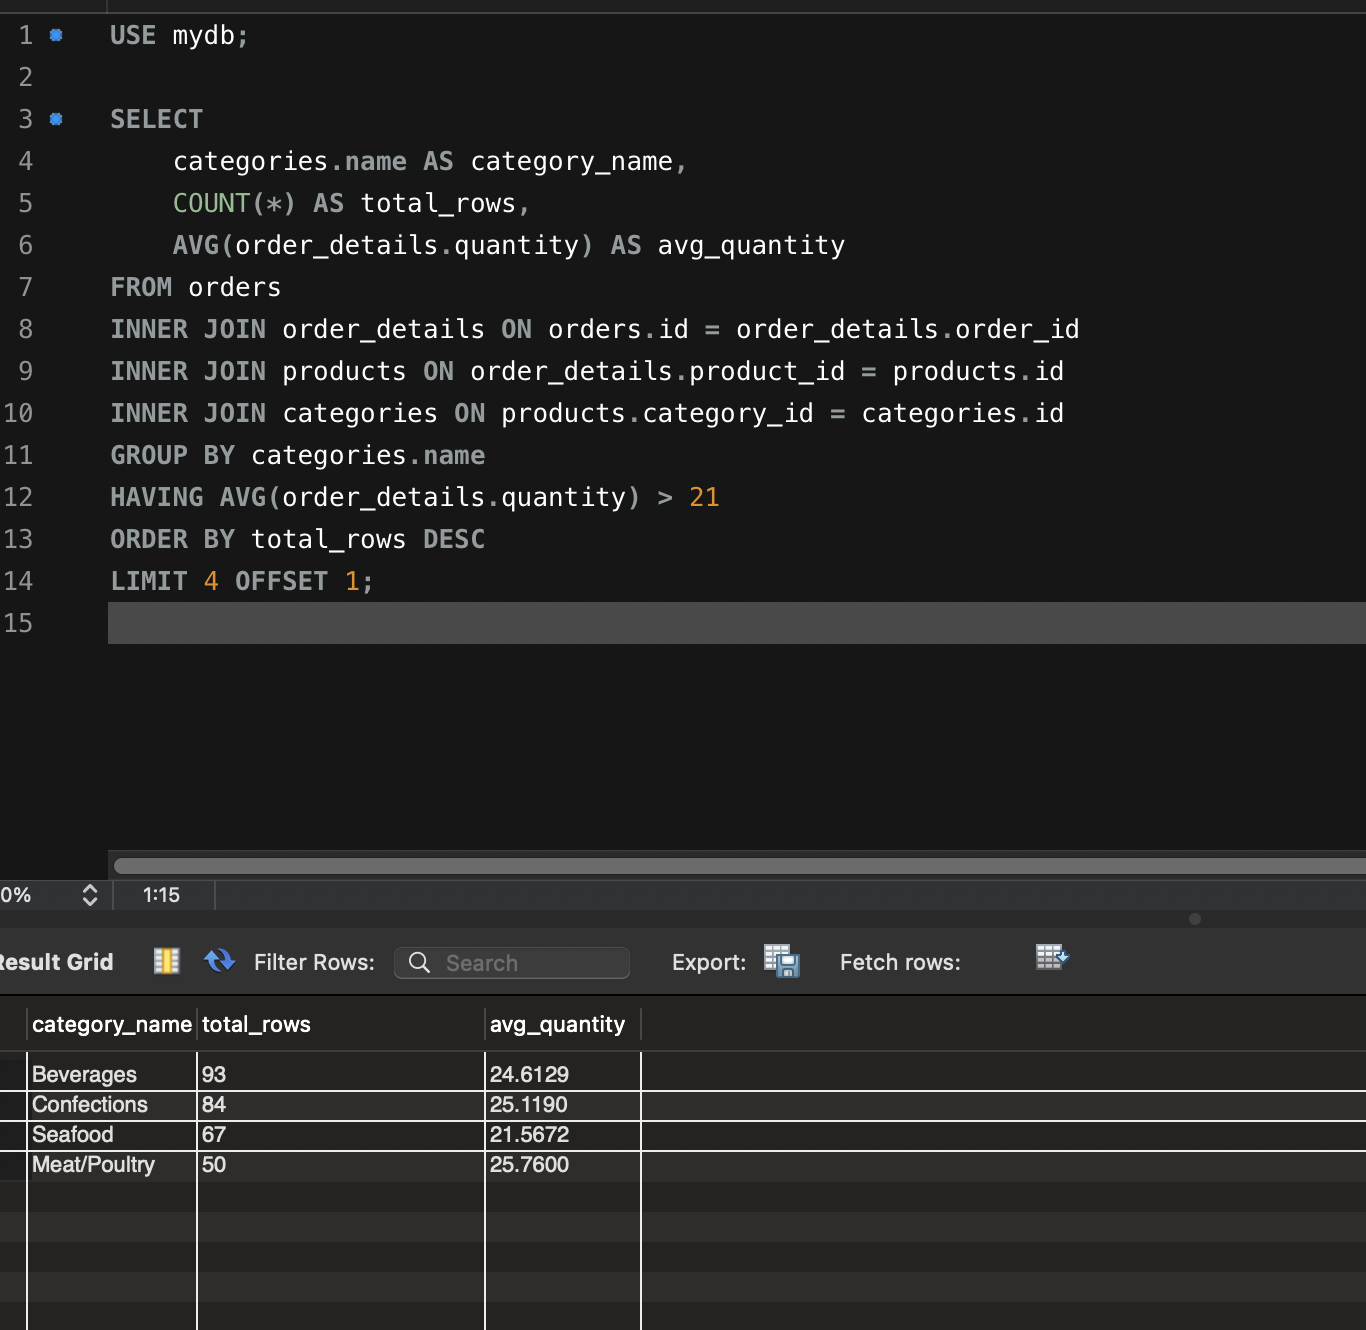 1 USE mydb;
2
3 SELECT
4 categories.name AS category_name,
5 COUNT(*) AS total_rows,
6 AVG(order_details.quantity) AS avg_quantity
7 FROM orders
8 INNER JOIN order_details ON orders.id = order_details.order_id
9 INNER JOIN products ON order_details.product_id = products.id
10 INNER JOIN categories ON products.category_id = categories.id
11 GROUP BY categories.name
12 HAVING AVG(order_details.quantity) > 21
13 ORDER BY total_rows DESC
14 LIMIT 4 OFFSET 1;
15
0% 1:15
Result Grid Filter Rows: Search Export: Fetch rows:
category_name total_rows avg_quantity
Beverages 93 24.6129
Confections 84 25.1190
Seafood 67 21.5672
Meat/Poultry 50 25.7600